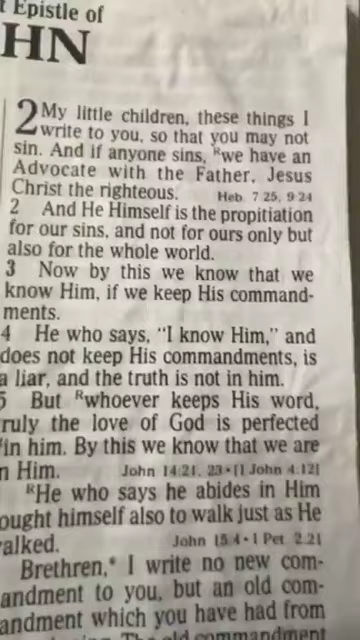 t Epistle of
HN
2 My little children, these things I
write to you, so that you may not
sin. And if anyone sins, ᴿwe have an
Advocate with the Father, Jesus
Christ the righteous. Heb. 7 25, 9 24
2 And He Himself is the propitiation
for our sins, and not for ours only but
also for the whole world.
3 Now by this we know that we
know Him, if we keep His command-
ments.
4 He who says, “I know Him,” and
does not keep His commandments, is
a liar, and the truth is not in him.
5 But ᴿwhoever keeps His word,
ruly the love of God is perfected
in him. By this we know that we are
n Him. John 14:21, 23•[1 John 4.12]
ᴿHe who says he abides in Him
ought himself also to walk just as He
alked. John 15.4•1 Pet. 2.21
Brethren,* I write no new com-
andment to you, but an old com-
andment which you have had from
The old commandment